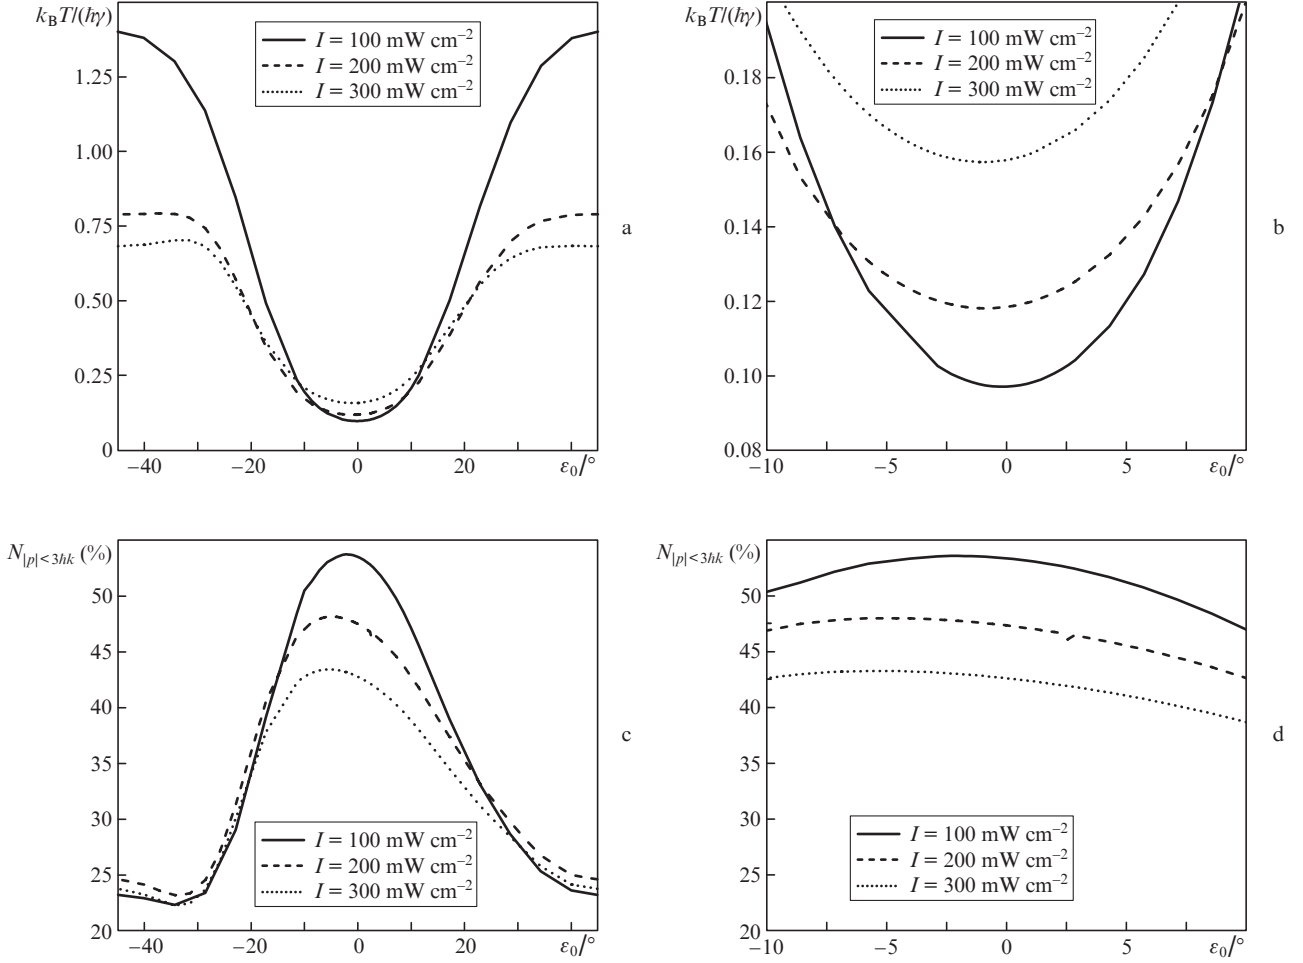 k_B T/(ħγ)
I = 100 mW cm⁻²
I = 200 mW cm⁻²
I = 300 mW cm⁻²
1.25
1.00
0.75
0.50
0.25
0
−40
−20
0
20
ε₀/°
a
k_B T/(ħγ)
I = 100 mW cm⁻²
I = 200 mW cm⁻²
I = 300 mW cm⁻²
0.18
0.16
0.14
0.12
0.10
0.08
−10
−5
0
5
ε₀/°
b
N_|p|<3ħk (%)
50
45
40
35
30
25
20
I = 100 mW cm⁻²
I = 200 mW cm⁻²
I = 300 mW cm⁻²
−40
−20
0
20
ε₀/°
c
N_|p|<3ħk (%)
50
45
40
35
30
25
20
I = 100 mW cm⁻²
I = 200 mW cm⁻²
I = 300 mW cm⁻²
−10
−5
0
5
ε₀/°
d